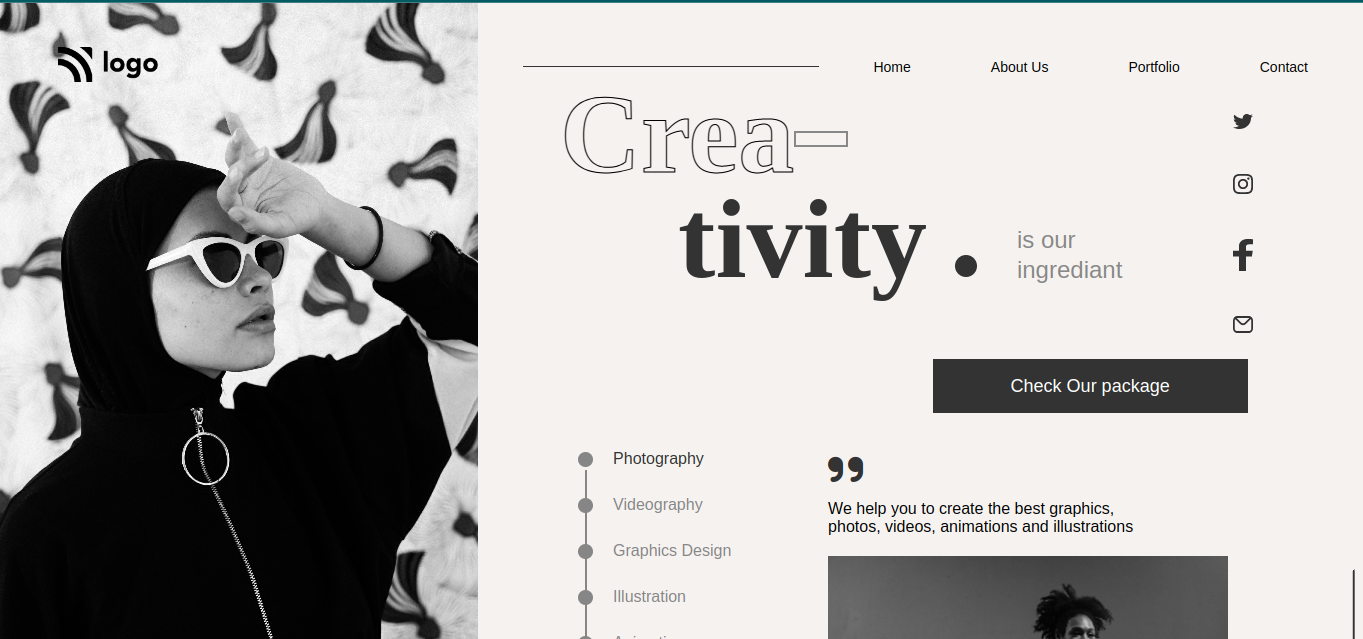 logo
Home
About Us
Portfolio
Contact
Crea–
tivity .
is our
ingrediant
Check Our package
Photography
Videography
Graphics Design
Illustration
We help you to create the best graphics,
photos, videos, animations and illustrations